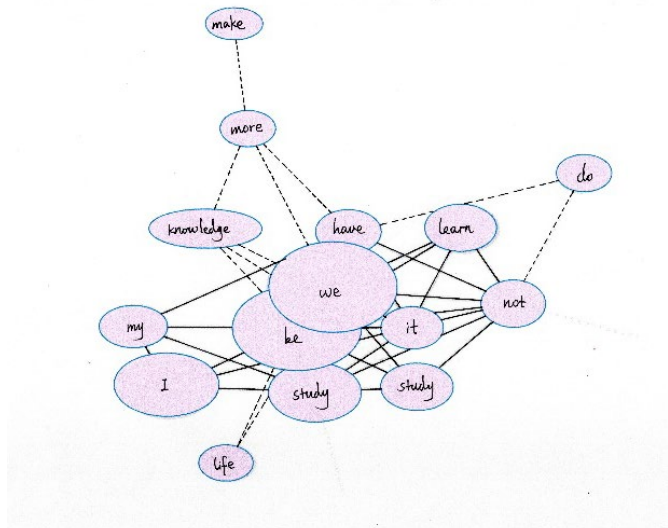 make
more
do
knowledge
have
learn
we
not
my
be
it
I
study
study
life